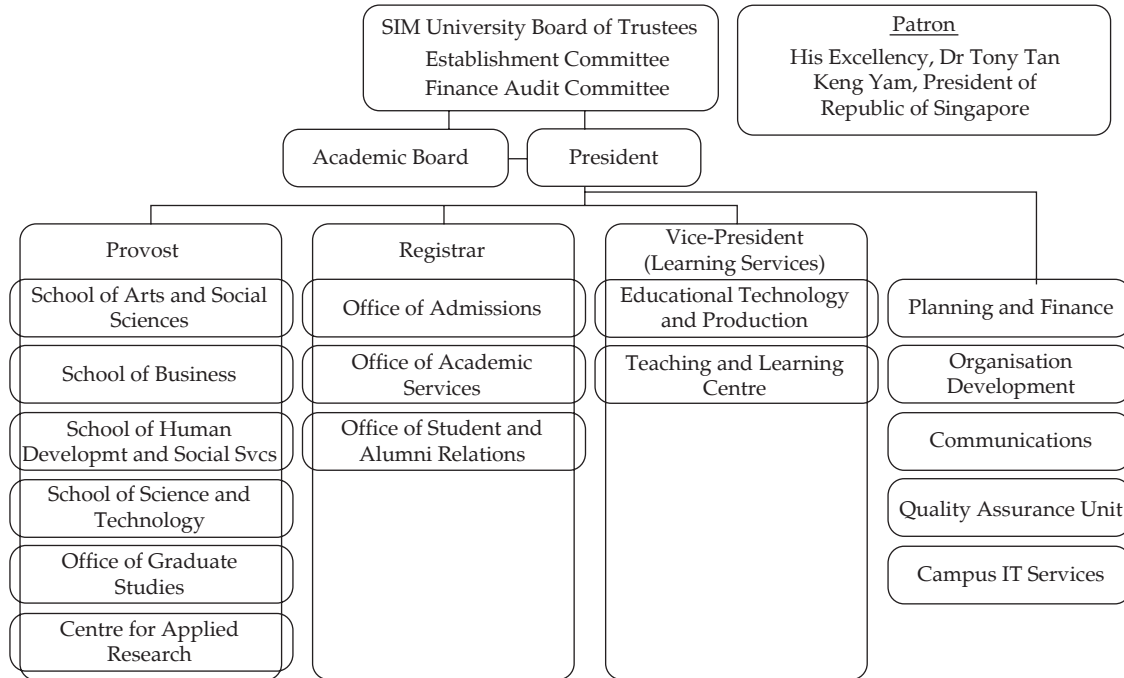 SIM University Board of Trustees
Establishment Committee
Finance Audit Committee
Patron
His Excellency, Dr Tony Tan
Keng Yam, President of
Republic of Singapore
Academic Board
President
Provost
School of Arts and Social
Sciences
School of Business
School of Human
Developmt and Social Svcs
School of Science and
Technology
Office of Graduate
Studies
Centre for Applied
Research
Registrar
Office of Admissions
Office of Academic
Services
Office of Student and
Alumni Relations
Vice-President
(Learning Services)
Educational Technology
and Production
Teaching and Learning
Centre
Planning and Finance
Organisation
Development
Communications
Quality Assurance Unit
Campus IT Services